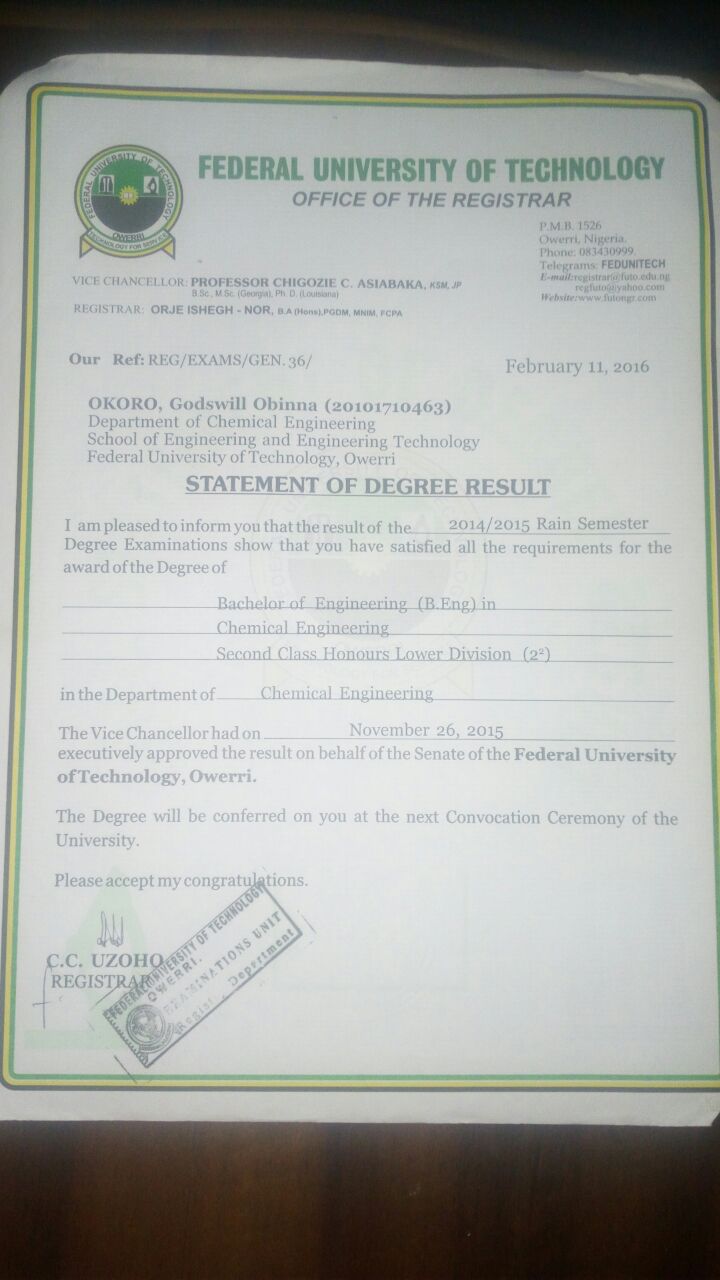 FEDERAL UNIVERSITY OF TECHNOLOGY
OWERRI
TECHNOLOGY FOR SERVICE
FEDERAL UNIVERSITY OF TECHNOLOGY
OFFICE OF THE REGISTRAR
P.M.B. 1526
Owerri, Nigeria.
Phone: 083430999.
Telegrams: FEDUNITECH
E-mail:registrar@futo.edu.ng
regfuto@yahoo.com
Website:www.futongr.com
VICE CHANCELLOR: PROFESSOR CHIGOZIE C. ASIABAKA, KSM, JP
B.Sc., M.Sc. (Georgia), Ph. D. (Louisiana)
REGISTRAR: ORJE ISHEGH - NOR, B.A (Hons),PGDM, MNIM, FCPA
Our Ref: REG/EXAMS/GEN. 36/
February 11, 2016
OKORO, Godswill Obinna (20101710463)
Department of Chemical Engineering
School of Engineering and Engineering Technology
Federal University of Technology, Owerri
STATEMENT OF DEGREE RESULT
I am pleased to inform you that the result of the 2014/2015 Rain Semester
Degree Examinations show that you have satisfied all the requirements for the
award of the Degree of
Bachelor of Engineering (B.Eng) in
Chemical Engineering
Second Class Honours Lower Division (2²)
in the Department of Chemical Engineering
The Vice Chancellor had on November 26, 2015
executively approved the result on behalf of the Senate of the Federal University
of Technology, Owerri.
The Degree will be conferred on you at the next Convocation Ceremony of the
University.
Please accept my congratulations.
C.C. UZOHO
REGISTRAR
FEDERAL UNIVERSITY OF TECHNOLOGY
OWERRI.
EXAMINATIONS UNIT
Department